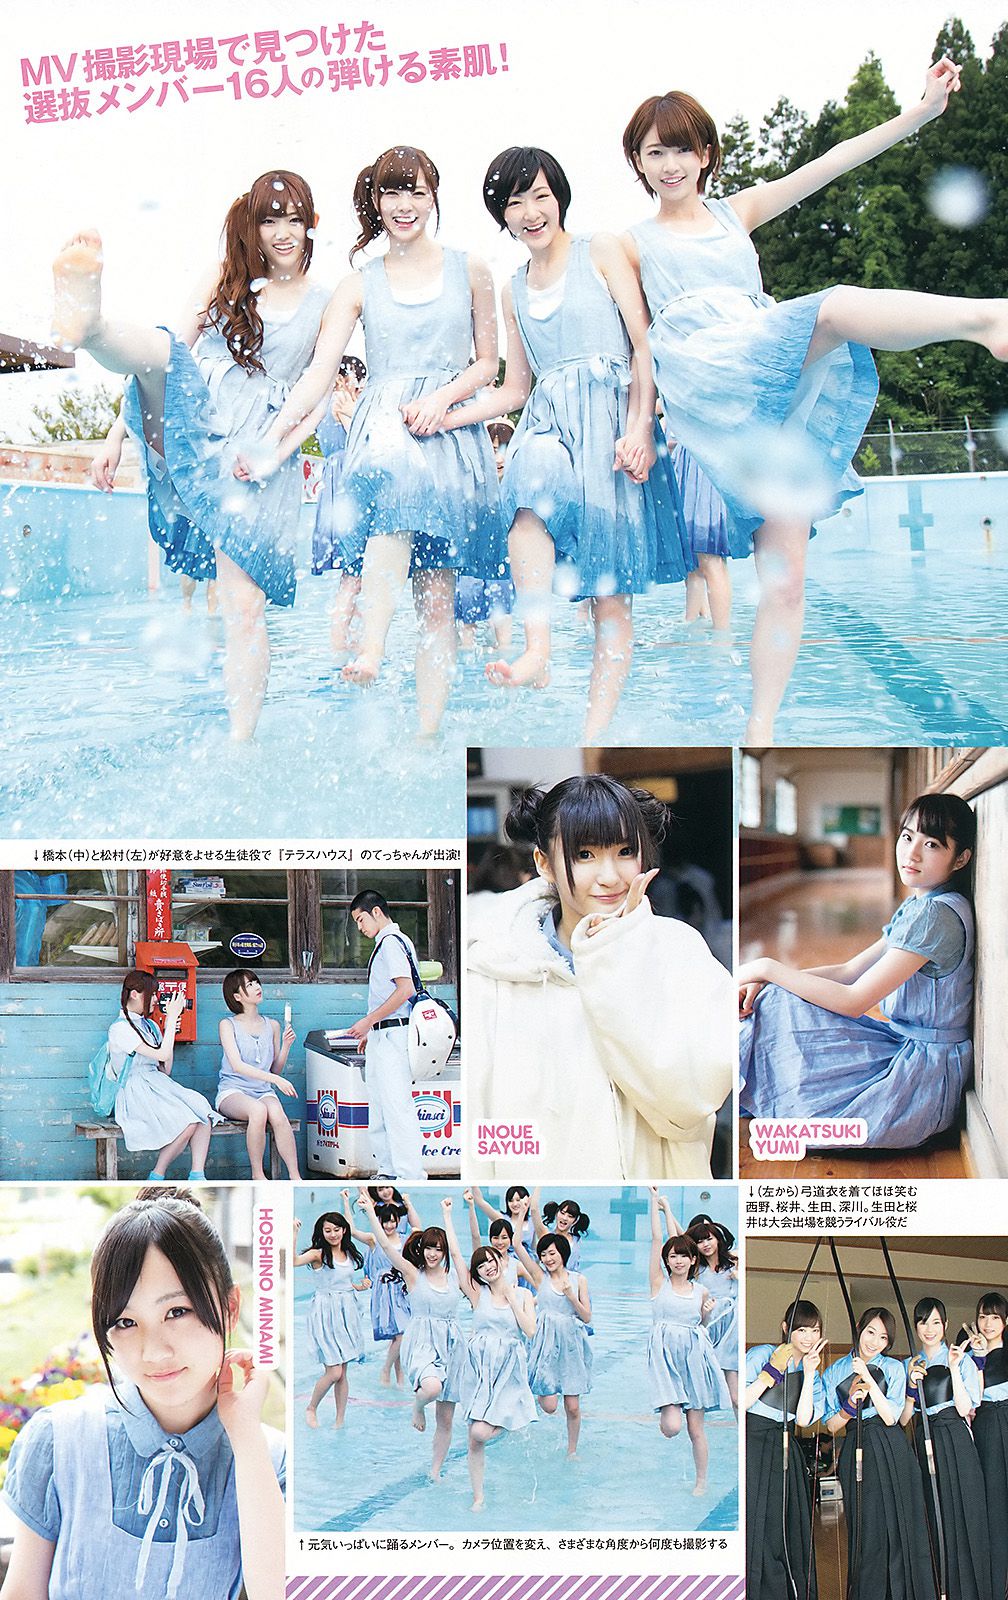 MV撮影現場で見つけた
選抜メンバー16人の弾ける素肌！
↓橋本（中）と松村（左）が好意をよせる生徒役で『テラスハウス』のてっちゃんが出演！
INOUE
SAYURI
WAKATSUKI
YUMI
↓（左から）弓道衣を着てほほ笑む
西野、桜井、生田、深川。生田と桜
井は大会出場を競うライバル役だ
HOSHINO MINAMI
Shinsei
Ice Cre
↑元気いっぱいに踊るメンバー。カメラ位置を変え、さまざまな角度から何度も撮影する